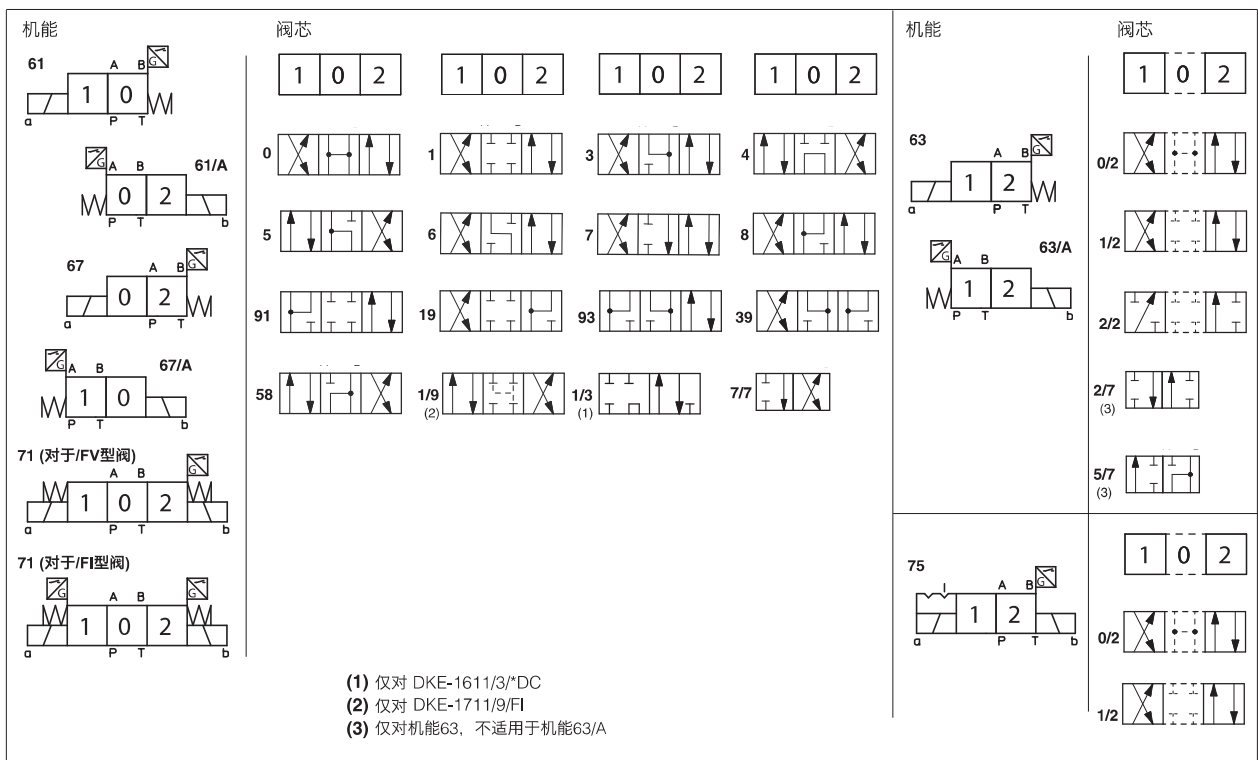 机能
阀芯
机能
阀芯
61
A B
G
1 0
a
P T
G
A B
61/A
0 2
P T
b
67
A B
G
0 2
a
P T
G
A B
67/A
1 0
P T
b
71 (对于/FV型阀)
A B
G
1 0 2
a
P T
b
71 (对于/FI型阀)
G
A B
G
1 0 2
a
P T
b
1 0 2
1 0 2
1 0 2
1 0 2
0
1
3
4
5
6
7
8
91
19
93
39
58
1/9
(2)
1/3
(1)
7/7
(1) 仅对 DKE-1611/3/*DC
(2) 仅对 DKE-1711/9/FI
(3) 仅对机能63，不适用于机能63/A
63
A B
G
1 2
a
P T
63/A
G
A B
1 2
P T
b
1 0 2
0/2
1/2
2/2
2/7
(3)
5/7
(3)
75
A B
G
1 2
a
P T
b
1 0 2
0/2
1/2